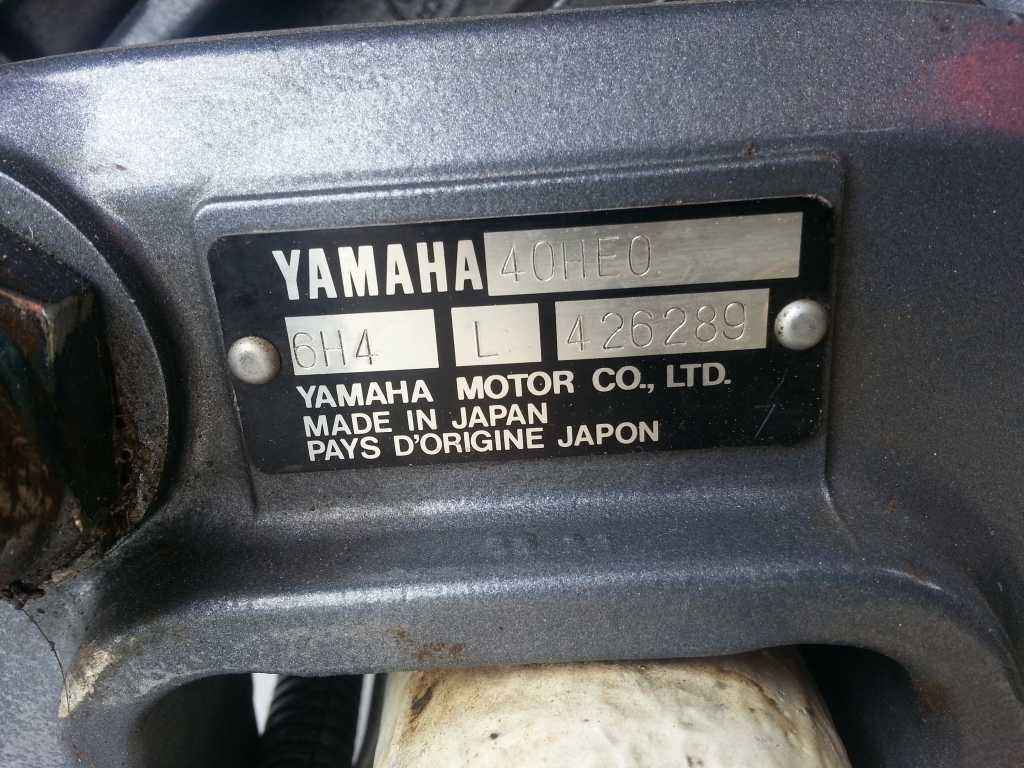 YAMAHA 40HEO
6H4 L 426289
YAMAHA MOTOR CO., LTD.
MADE IN JAPAN
PAYS D'ORIGINE JAPON